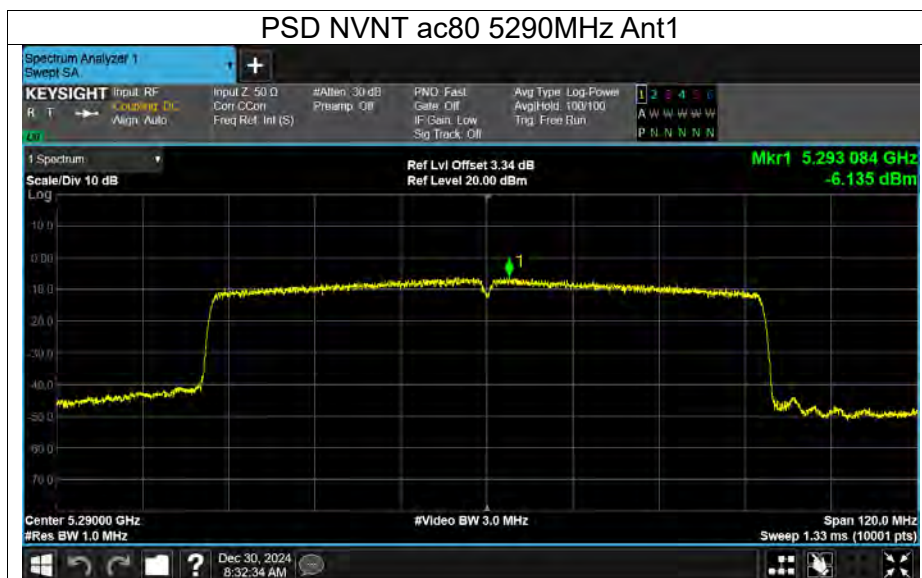 PSD NVNT ac80 5290MHz Ant1
Spectrum Analyzer 1
Swept SA
+
KEYSIGHT Input: RF Input Z: 50 Ω #Atten: 30 dB PNO: Fast Avg Type: Log-Power 1 2 3 4 5 6
R T Coupling: DC Corr CCorr Preamp: Off Gate: Off Avg|Hold: 100/100 A W W W W W
Align: Auto Freq Ref: Int (S) IF Gain: Low Trig: Free Run
Sig Track: Off P N N N N N
1 Spectrum Ref Lvl Offset 3.34 dB Mkr1 5.293 084 GHz
Scale/Div 10 dB Ref Level 20.00 dBm -6.135 dBm
Log
10.0
0.00
1
-10.0
-20.0
-30.0
-40.0
-50.0
-60.0
-70.0
Center 5.29000 GHz #Video BW 3.0 MHz Span 120.0 MHz
#Res BW 1.0 MHz Sweep 1.33 ms (10001 pts)
? Dec 30, 2024
8:32:34 AM